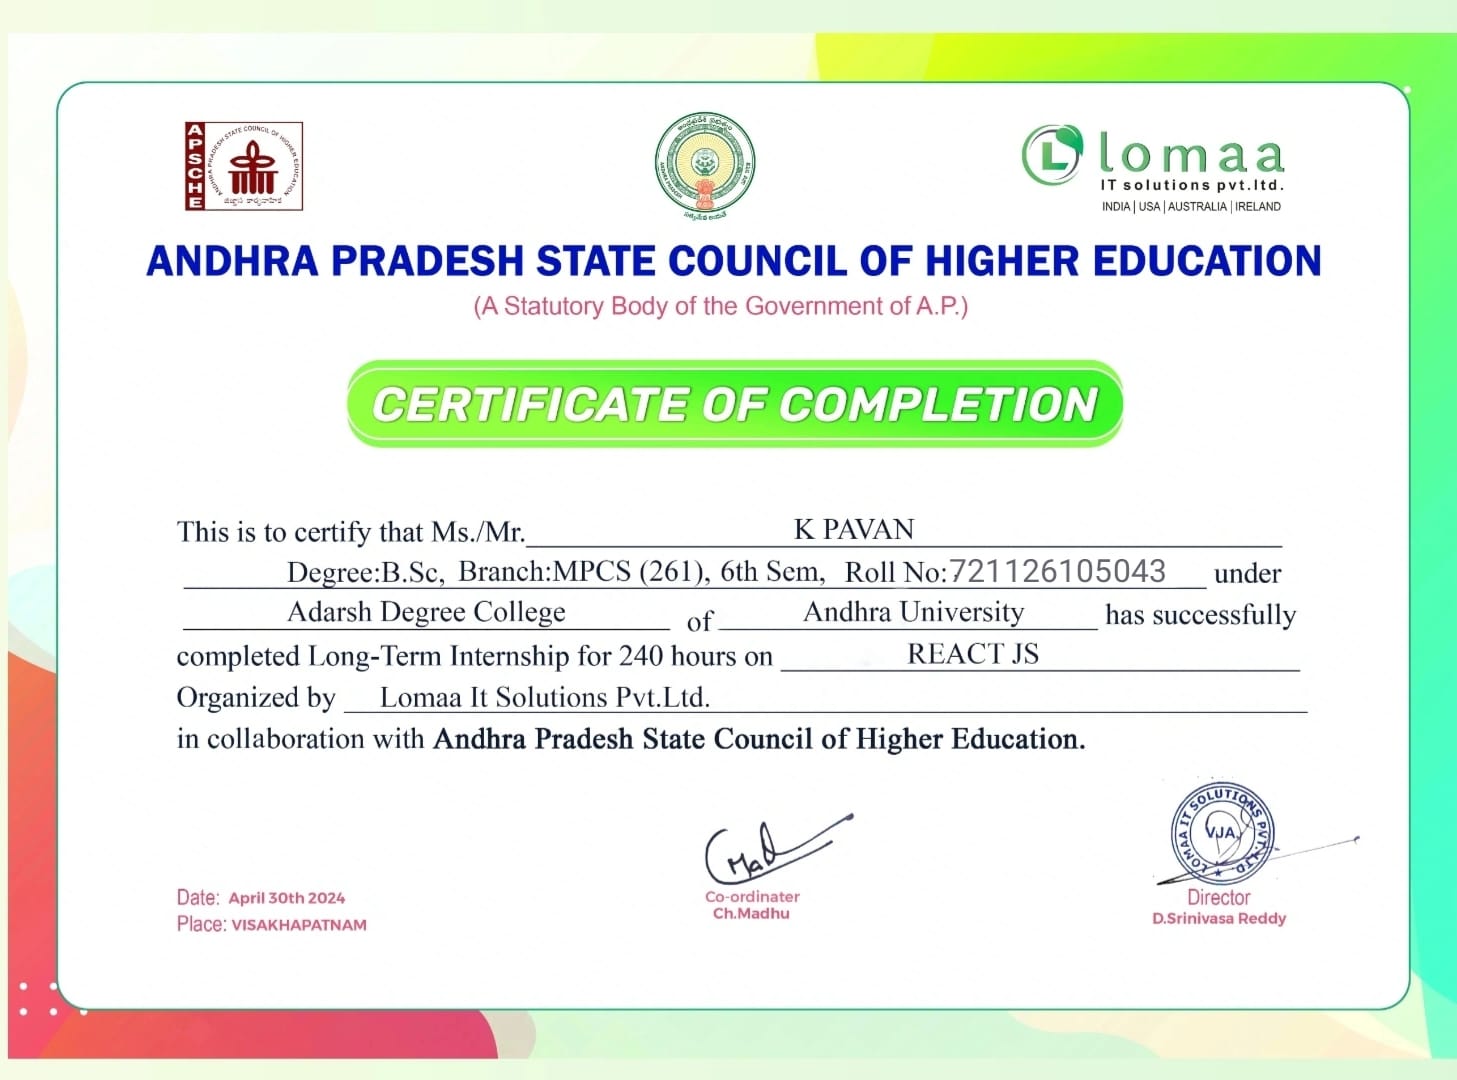 APSCHE
ANDHRA PRADESH STATE COUNCIL OF HIGHER EDUCATION
lomaa
IT solutions pvt.ltd.
INDIA | USA | AUSTRALIA | IRELAND
ANDHRA PRADESH STATE COUNCIL OF HIGHER EDUCATION
(A Statutory Body of the Government of A.P.)
CERTIFICATE OF COMPLETION
This is to certify that Ms./Mr. K PAVAN
Degree:B.Sc, Branch:MPCS (261), 6th Sem, Roll No:721126105043 under
Adarsh Degree College of Andhra University has successfully
completed Long-Term Internship for 240 hours on REACT JS
Organized by Lomaa It Solutions Pvt.Ltd.
in collaboration with Andhra Pradesh State Council of Higher Education.
LOMAA IT SOLUTIONS PVT. LTD
VJA
Date: April 30th 2024
Place: VISAKHAPATNAM
Co-ordinater
Ch.Madhu
Director
D.Srinivasa Reddy